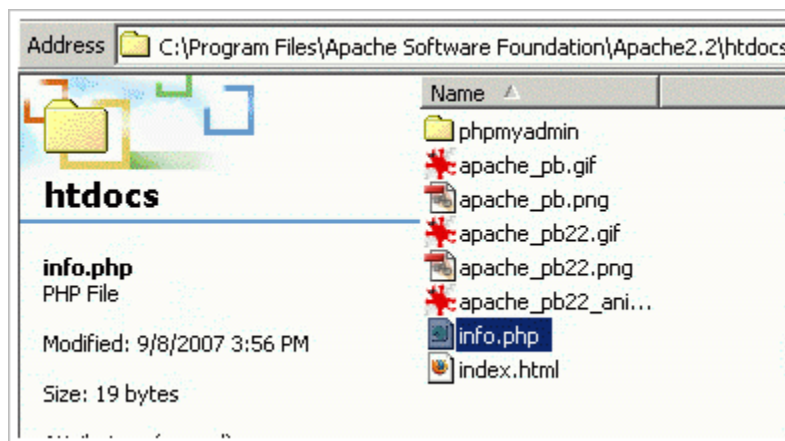 Address C:\Program Files\Apache Software Foundation\Apache2.2\htdocs
Name
htdocs
info.php
PHP File
Modified: 9/8/2007 3:56 PM
Size: 19 bytes
phpmyadmin
apache_pb.gif
apache_pb.png
apache_pb22.gif
apache_pb22.png
apache_pb22_ani...
info.php
index.html